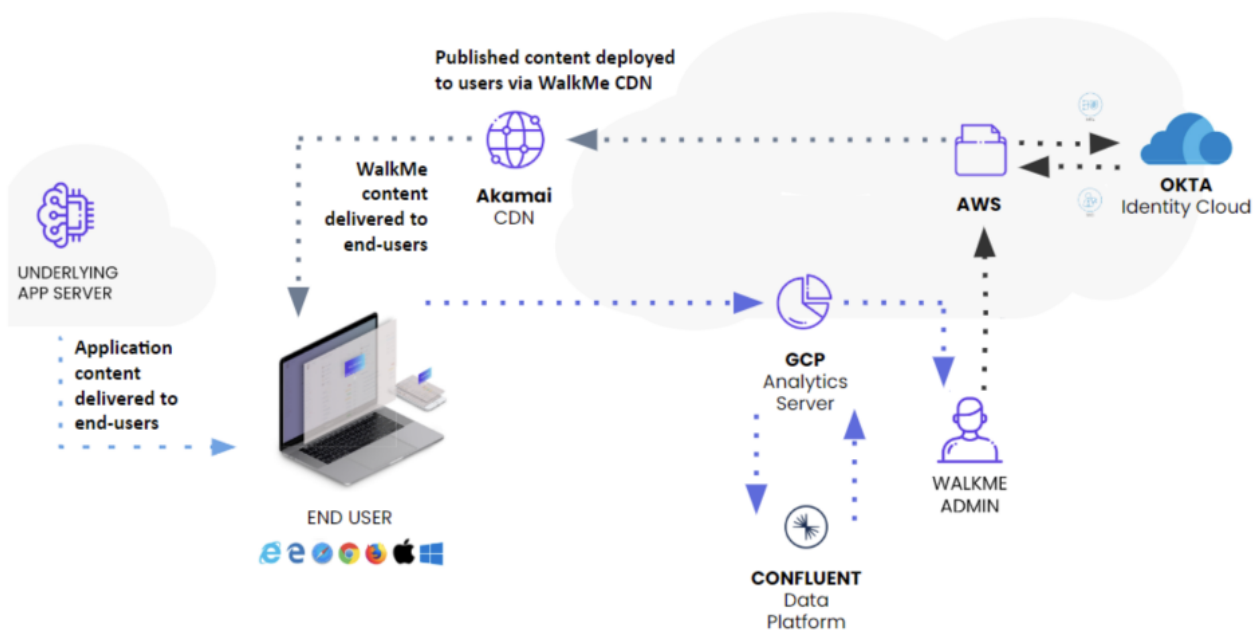 Published content deployed
to users via WalkMe CDN
Akamai
CDN
WalkMe
content
delivered to
end-users
AWS
OKTA
Identity Cloud
UNDERLYING
APP SERVER
Application
content
delivered to
end-users
GCP
Analytics
Server
WALKME
ADMIN
END USER
CONFLUENT
Data
Platform